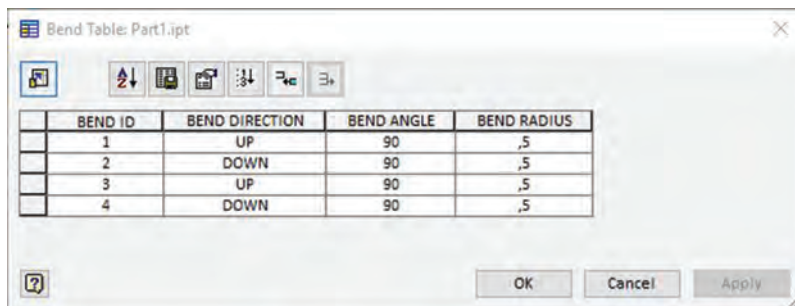 Bend Table: Part1.ipt
BEND ID BEND DIRECTION BEND ANGLE BEND RADIUS
1 UP 90 ,5
2 DOWN 90 ,5
3 UP 90 ,5
4 DOWN 90 ,5
OK Cancel Apply